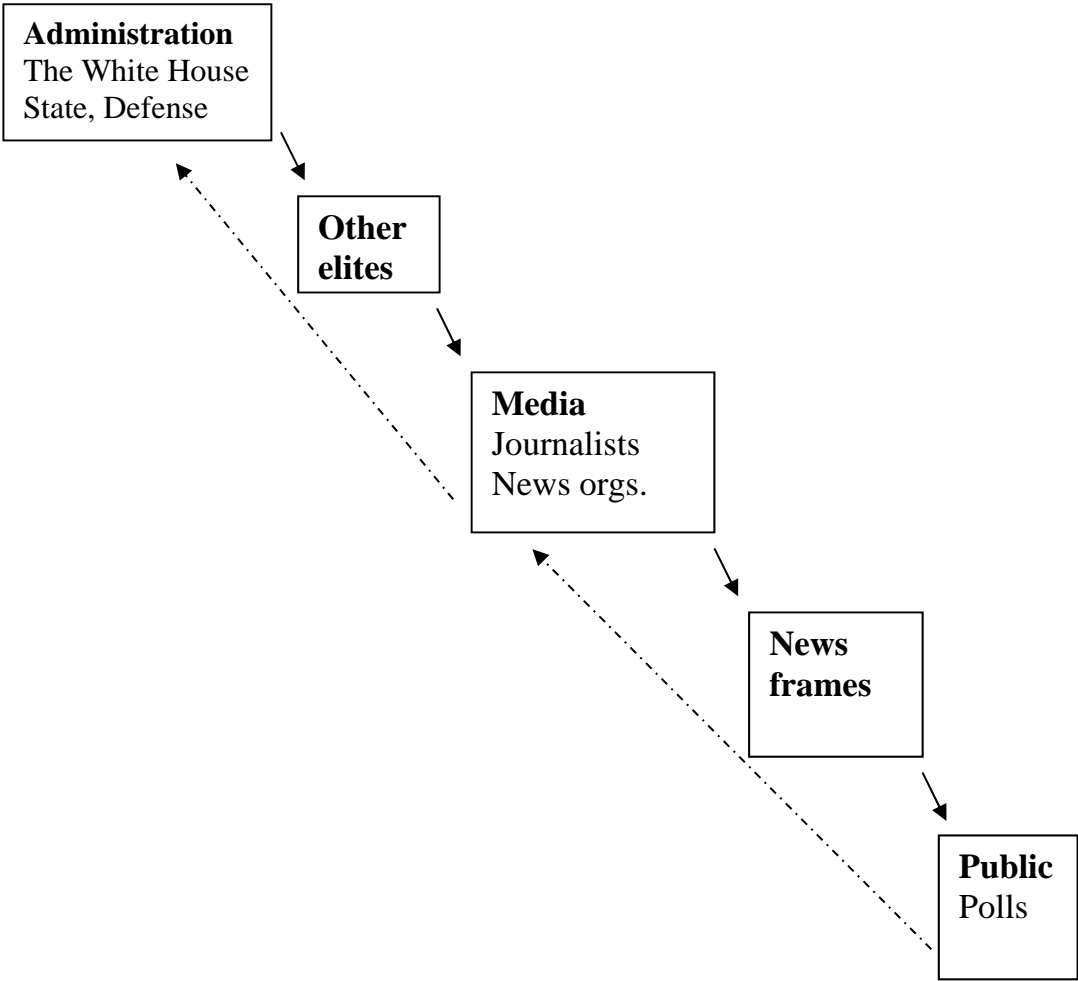 Administration
The White House
State, Defense
Other
elites
Media
Journalists
News orgs.
News
frames
Public
Polls